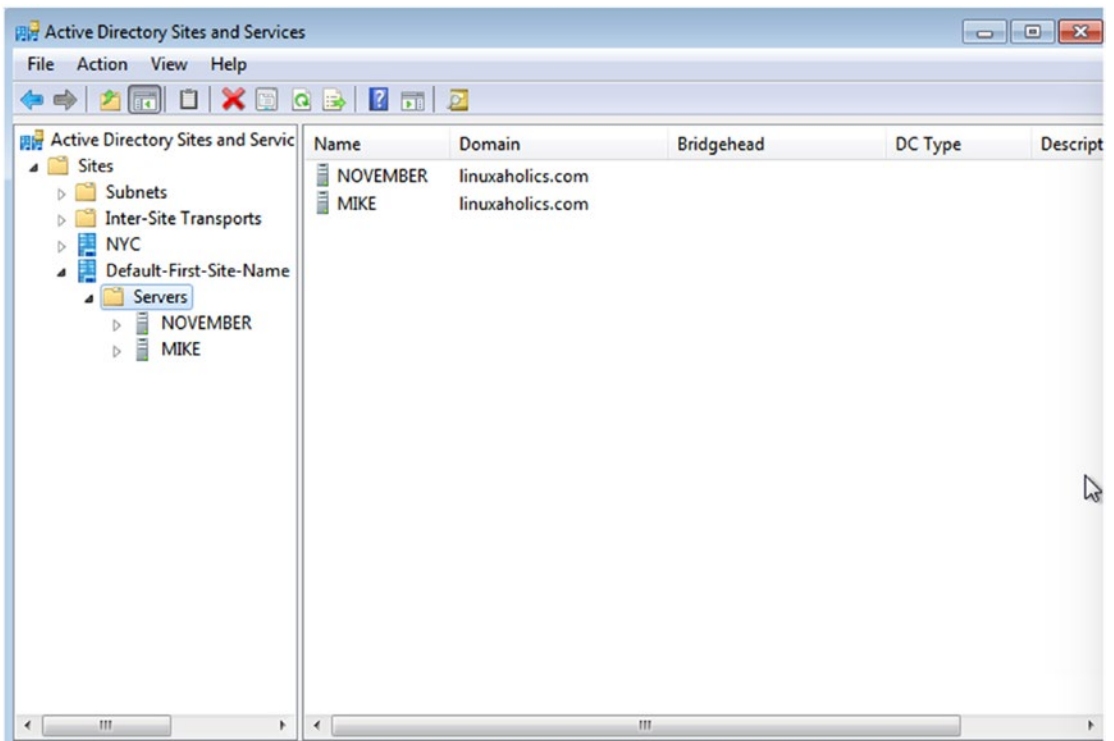 Active Directory Sites and Services
File Action View Help
Active Directory Sites and Servic
Sites
Subnets
Inter-Site Transports
NYC
Default-First-Site-Name
Servers
NOVEMBER
MIKE
Name Domain Bridgehead DC Type Descript
NOVEMBER linuxaholics.com
MIKE linuxaholics.com